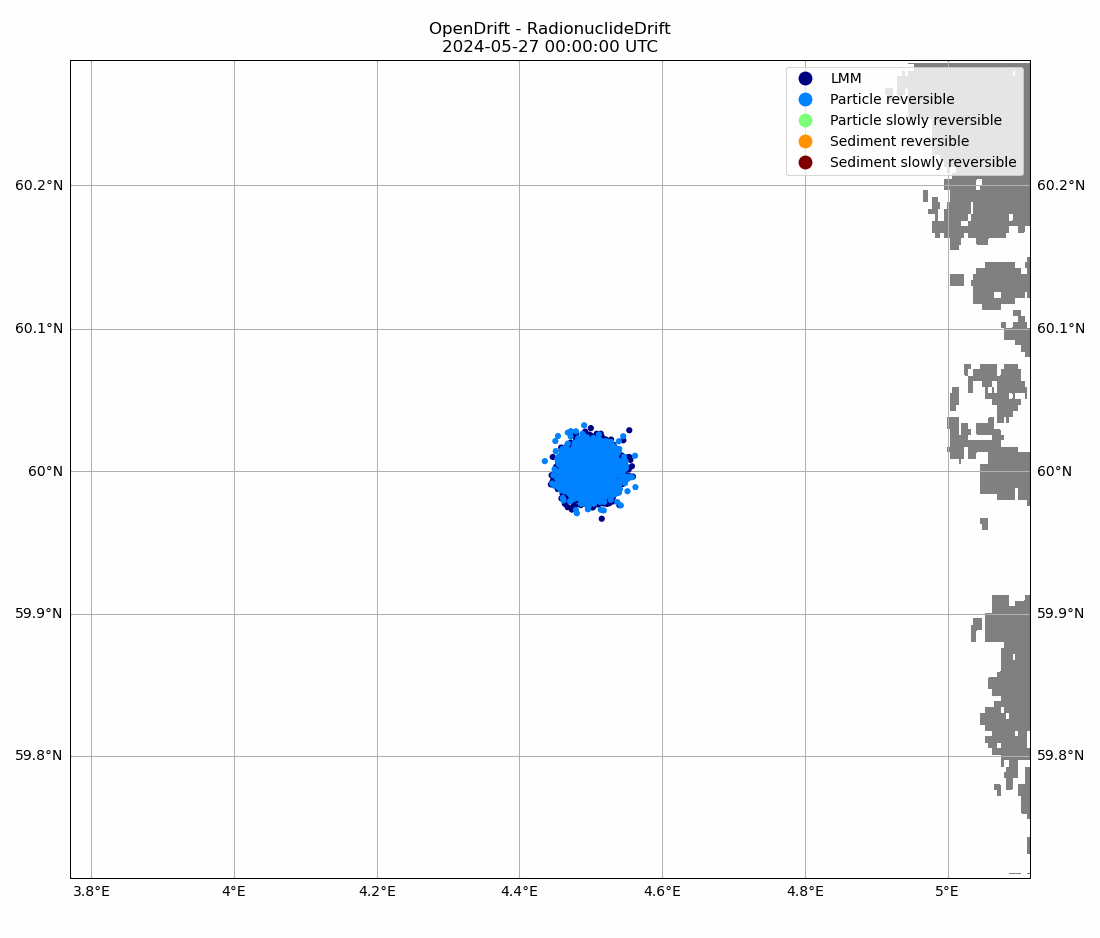 OpenDrift - RadionuclideDrift
2024-05-27 00:00:00 UTC
LMM
Particle reversible
Particle slowly reversible
Sediment reversible
Sediment slowly reversible
60.2°N 60.2°N
60.1°N 60.1°N
60°N 60°N
59.9°N 59.9°N
59.8°N 59.8°N
3.8°E 4°E 4.2°E 4.4°E 4.6°E 4.8°E 5°E